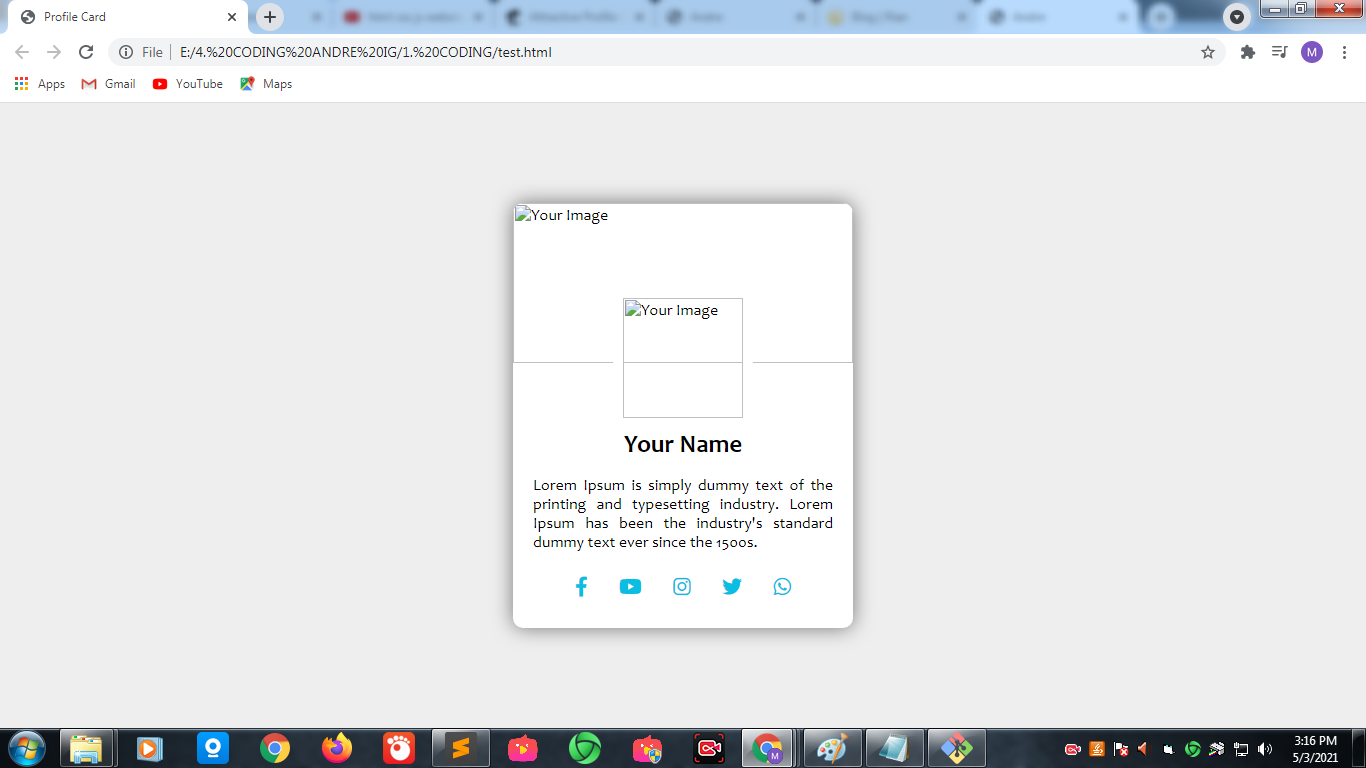 Profile Card
File
E:/4.%20CODING%20ANDRE%20IG/1.%20CODING/test.html
M
Apps
Gmail
YouTube
Maps
Your Image
Your Image
Your Name
Lorem Ipsum is simply dummy text of the
printing and typesetting industry. Lorem
Ipsum has been the industry's standard
dummy text ever since the 1500s.
M
3:16 PM
5/3/2021